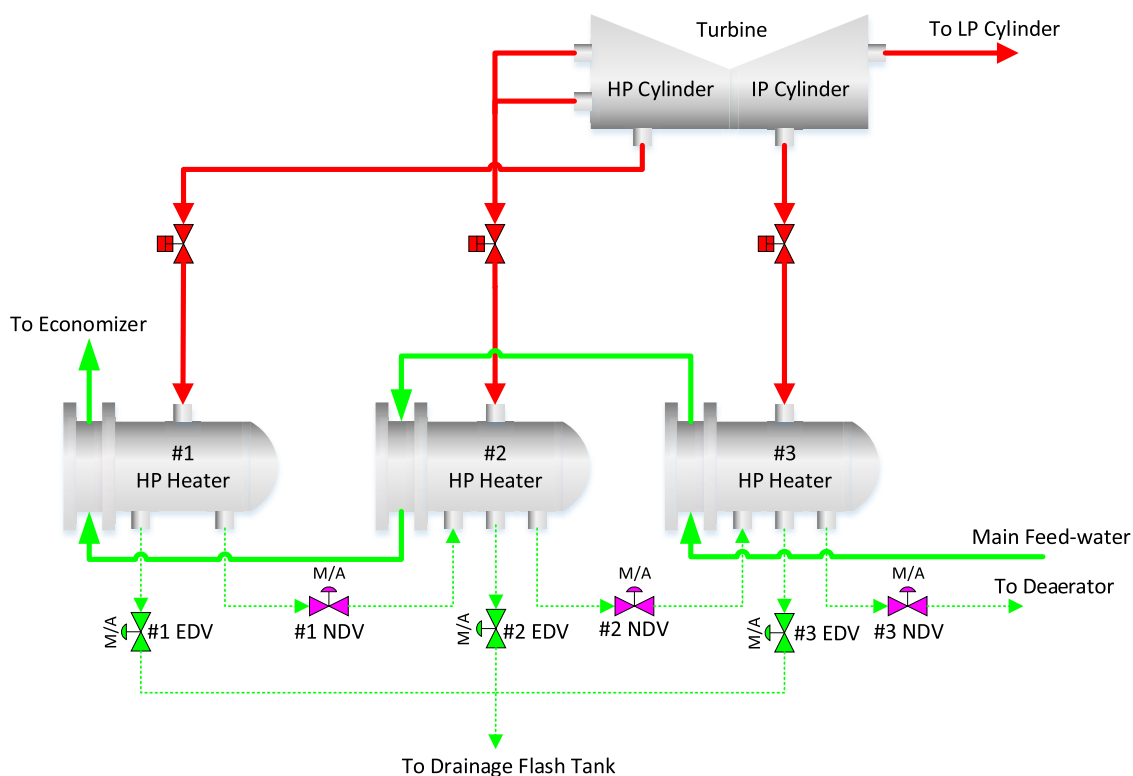 Turbine
To LP Cylinder
HP Cylinder
IP Cylinder
To Economizer
#1
HP Heater
#2
HP Heater
#3
HP Heater
Main Feed-water
To Deaerator
M/A
M/A
M/A
M/A
#1 EDV
#1 NDV
M/A
#2 EDV
#2 NDV
M/A
#3 EDV
#3 NDV
To Drainage Flash Tank